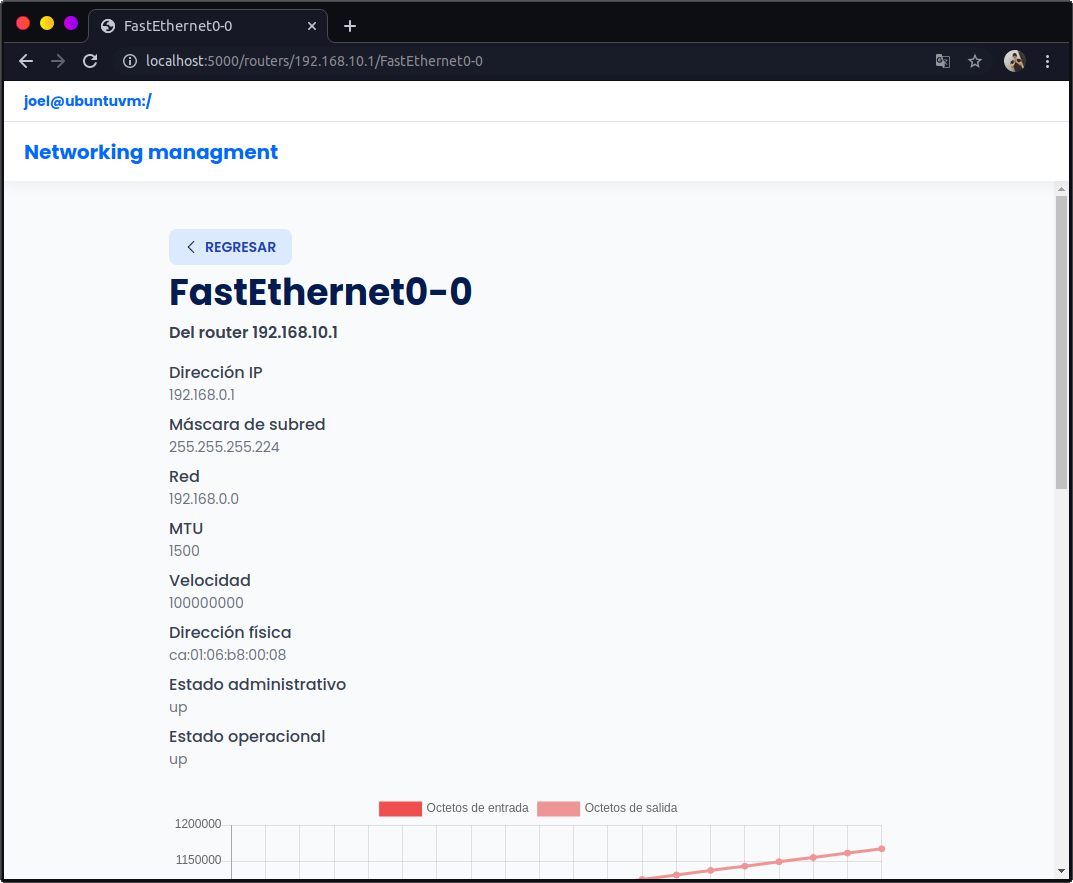 FastEthernet0-0
localhost:5000/routers/192.168.10.1/FastEthernet0-0
joel@ubuntuvm:/
Networking managment
REGRESAR
FastEthernet0-0
Del router 192.168.10.1
Dirección IP
192.168.0.1
Máscara de subred
255.255.255.224
Red
192.168.0.0
MTU
1500
Velocidad
100000000
Dirección física
ca:01:06:b8:00:08
Estado administrativo
up
Estado operacional
up
Octetos de entrada Octetos de salida
1200000
1150000